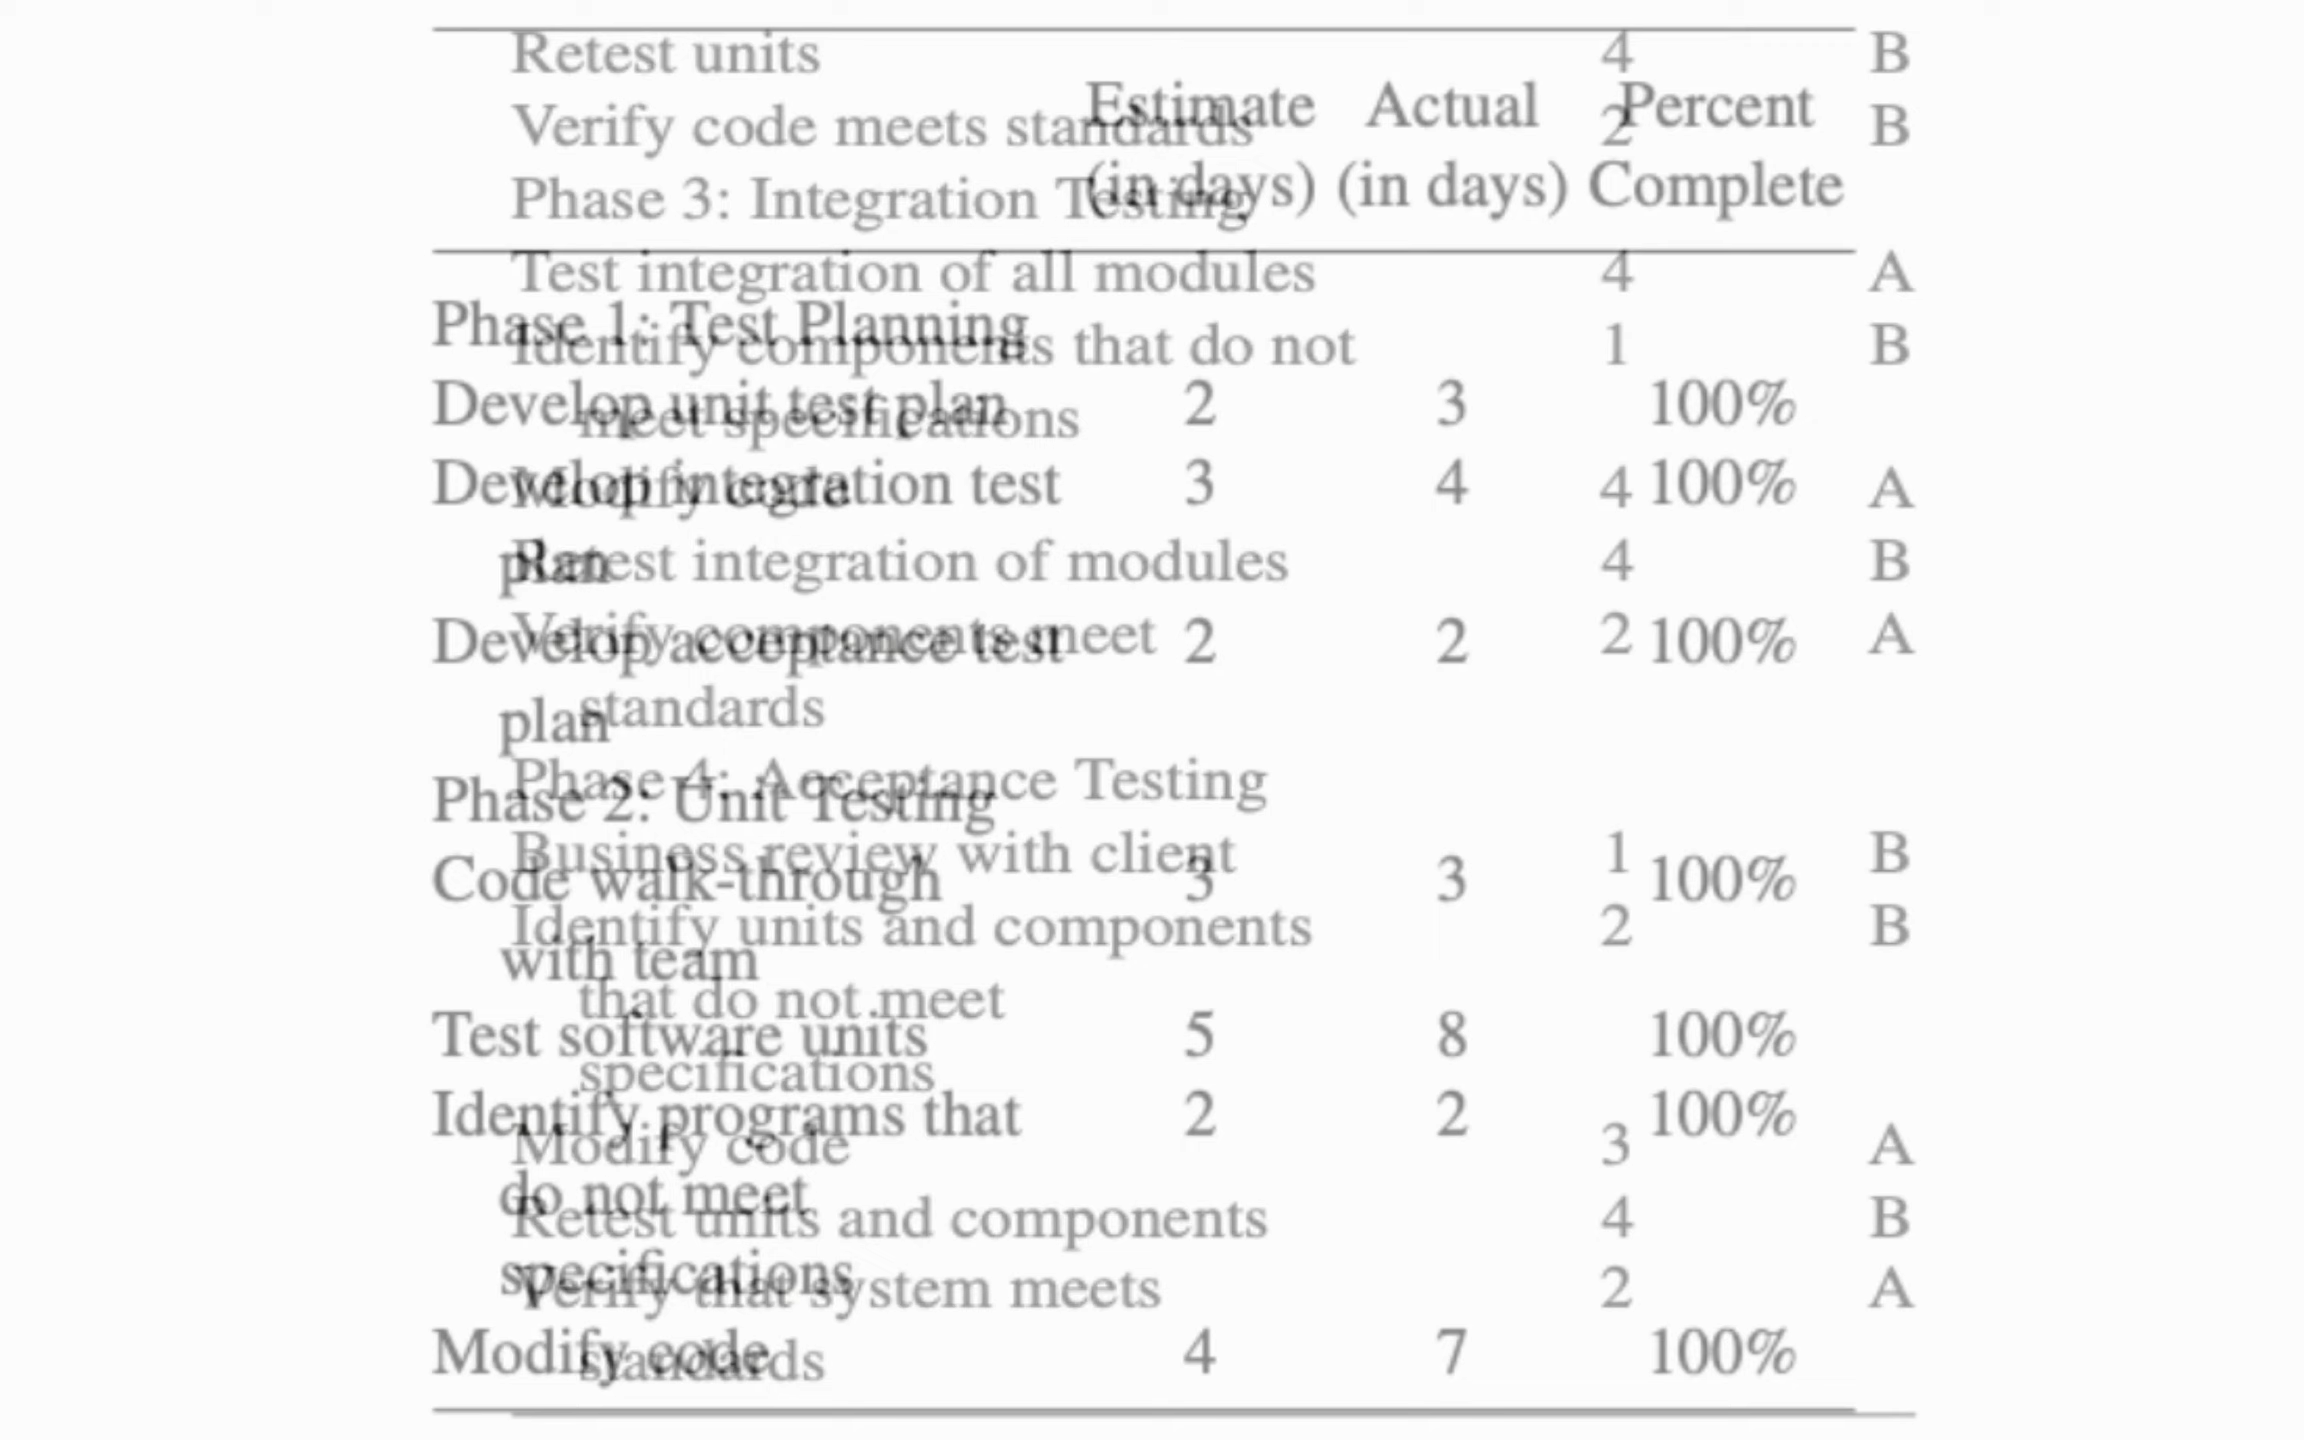 Retest units 4 B
Estimate Actual Percent
Verify code meets standards 2 B
(in days) (in days) Complete
Phase 3: Integration Testing
Test integration of all modules 4 A
Phase 1: Test Planning
Identify components that do not 1 B
Develop unit test plan 2 3 100%
meet specifications
Develop integration test 3 4 100%
Modify code 4 A
plan
Retest integration of modules 4 B
Verify components meet 2 A
Develop acceptance test 2 2 100%
standards
plan
Phase 4: Acceptance Testing
Phase 2: Unit Testing
Business review with client 1 B
Code walk-through 3 3 100%
Identify units and components 2 B
with team
that do not meet
Test software units 5 8 100%
specifications
Identify programs that 2 2 100%
Modify code 3 A
do not meet
Retest units and components 4 B
specifications
Verify that system meets 2 A
Modify code 4 7 100%
standards